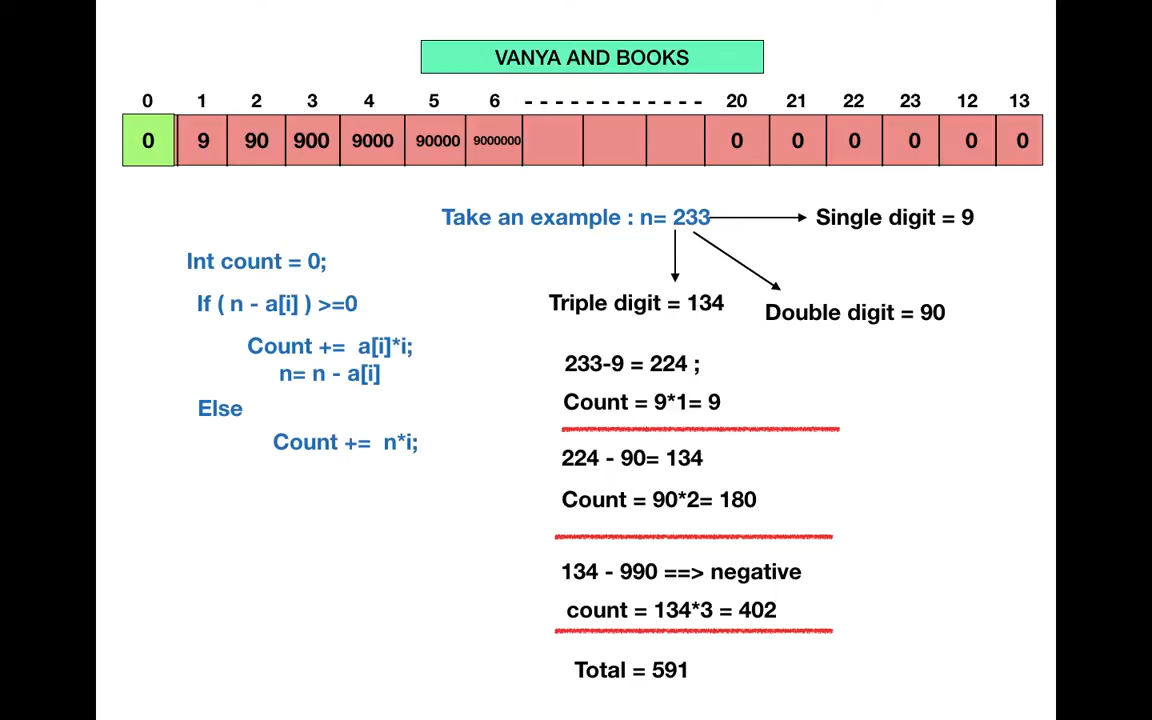 VANYA AND BOOKS
0 1 2 3 4 5 6 - - - - - - - - - - - - 20 21 22 23 12 13
0 9 90 900 9000 90000 9000000 0 0 0 0 0 0
Take an example : n= 233 Single digit = 9
Int count = 0;
If ( n - a[i] ) >=0
Triple digit = 134
Double digit = 90
Count += a[i]*i;
n= n - a[i]
233-9 = 224 ;
Else
Count = 9*1= 9
Count += n*i;
224 - 90= 134
Count = 90*2= 180
134 - 990 ==> negative
count = 134*3 = 402
Total = 591